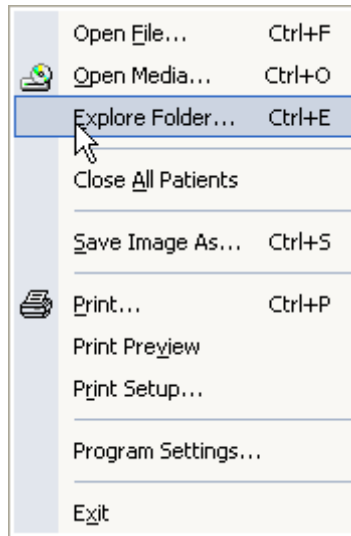 Open File... Ctrl+F
Open Media... Ctrl+O
Explore Folder... Ctrl+E
Close All Patients
Save Image As... Ctrl+S
Print... Ctrl+P
Print Preview
Print Setup...
Program Settings...
Exit